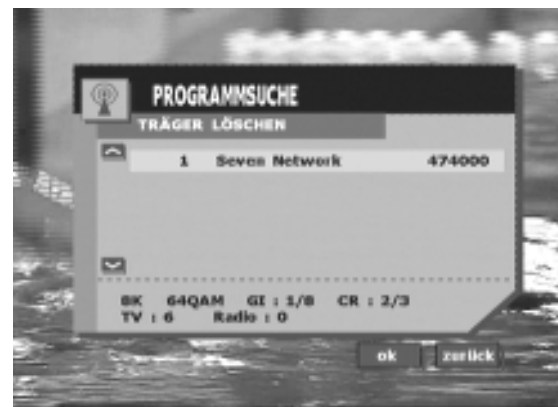 PROGRAMMSUCHE
TRÄGER LÖSCHEN
1 Seven Network 474000
8K 64QAM GI : 1/8 CR : 2/3
TV : 6 Radio : 0
ok zurück